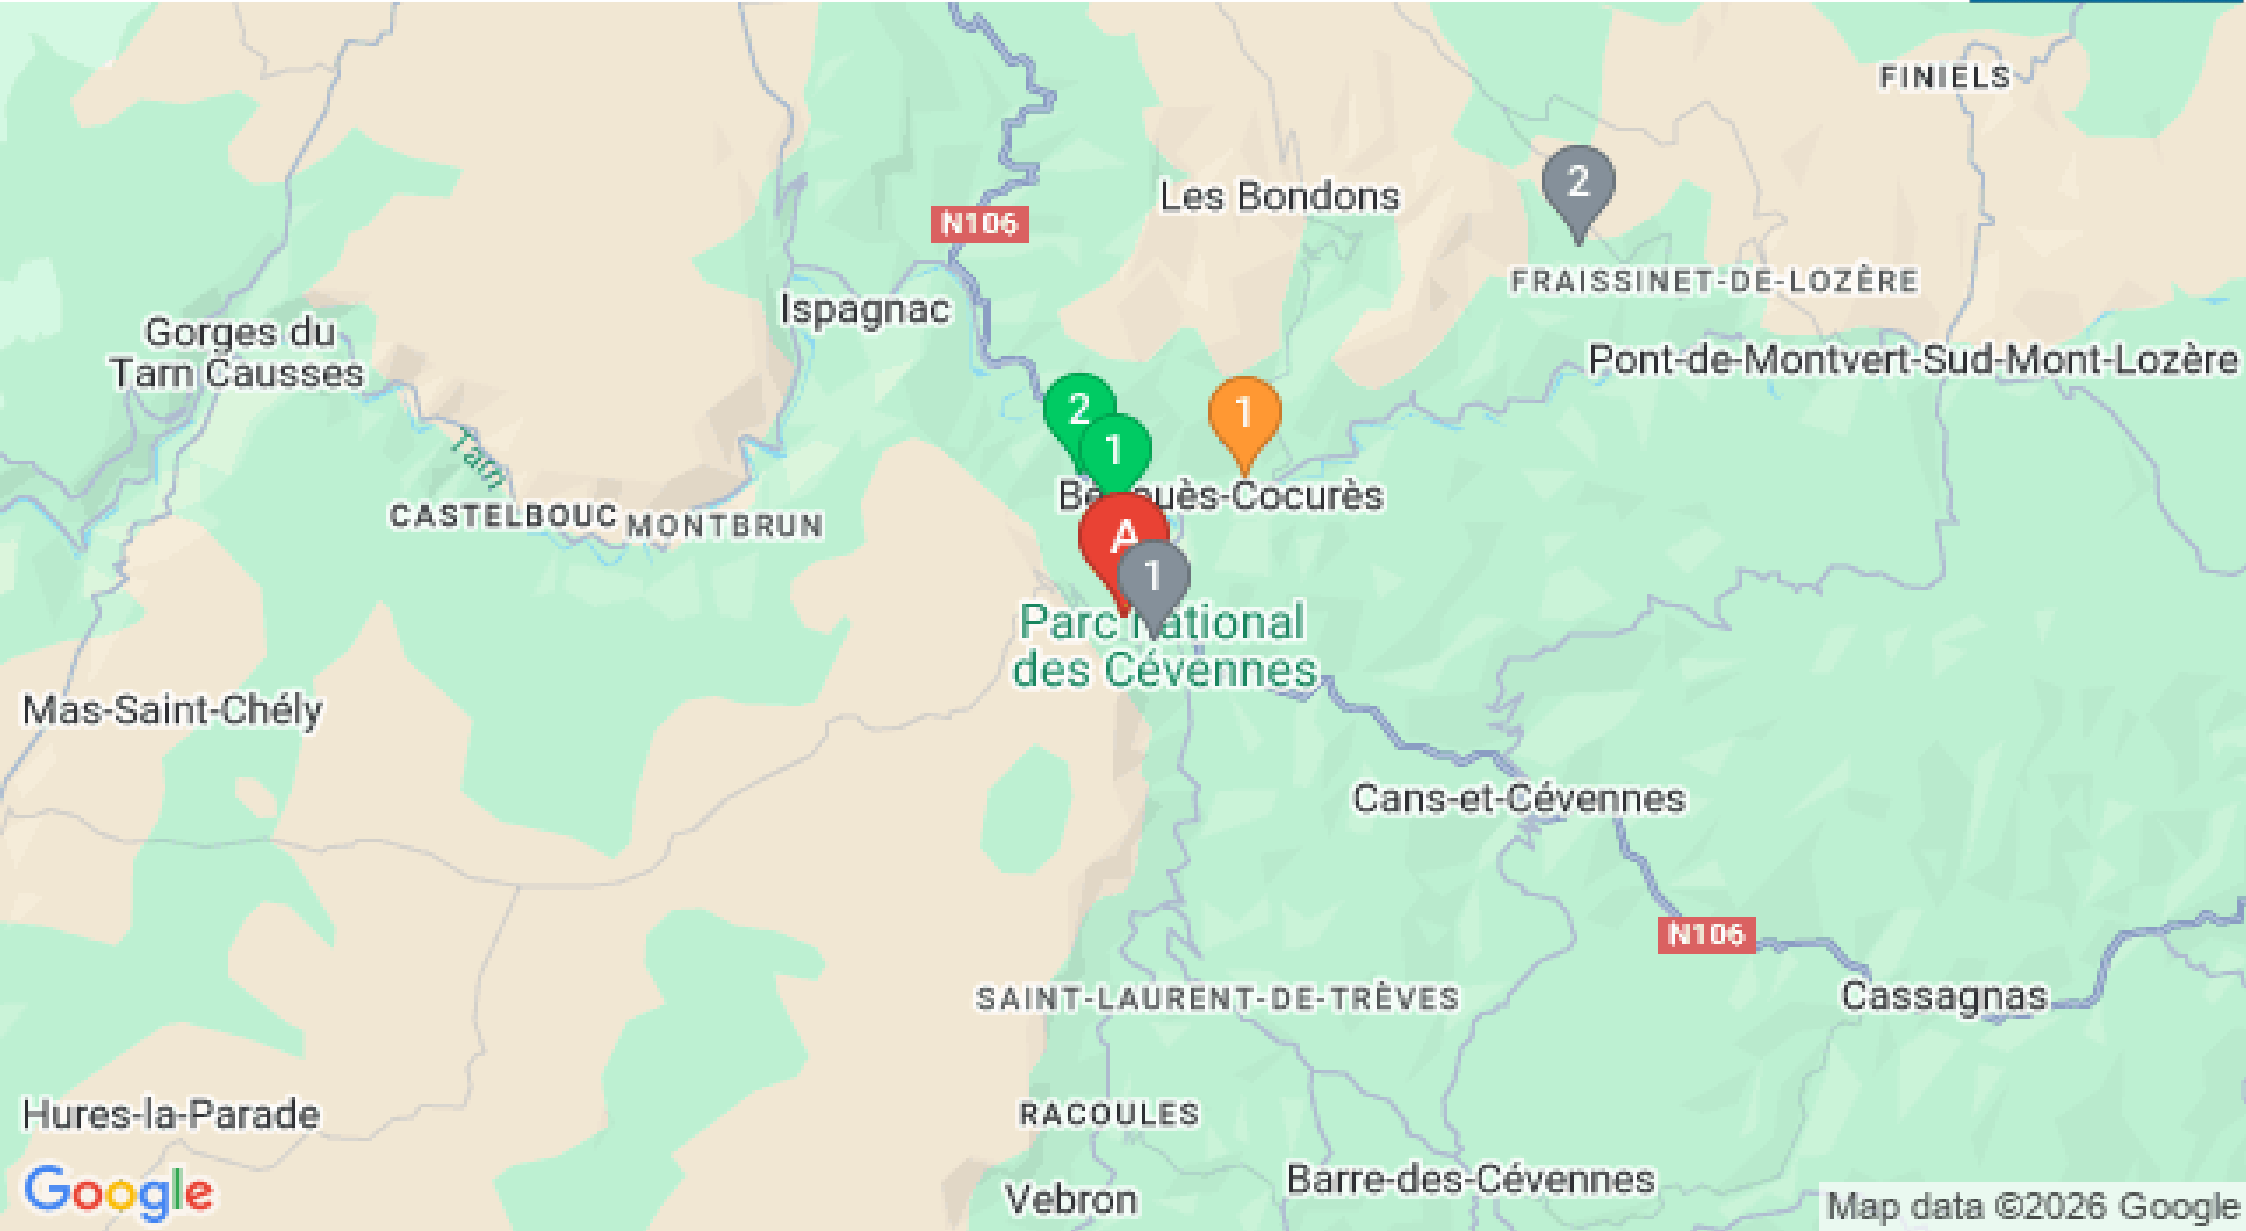 FINIELS
2
Les Bondons
N106
FRAISSINET-DE-LOZÈRE
Ispagnac
Gorges du
Tarn Causses
Pont-de-Montvert-Sud-Mont-Lozère
2
1
1
Tarn
CASTELBOUC
MONTBRUN
Cocurès
A
1
Parc National
des Cévennes
Mas-Saint-Chély
Cans-et-Cévennes
N106
SAINT-LAURENT-DE-TRÈVES
Cassagnas
Hures-la-Parade
RACOULES
Barre-des-Cévennes
Vebron
Google
Map data ©2026 Google